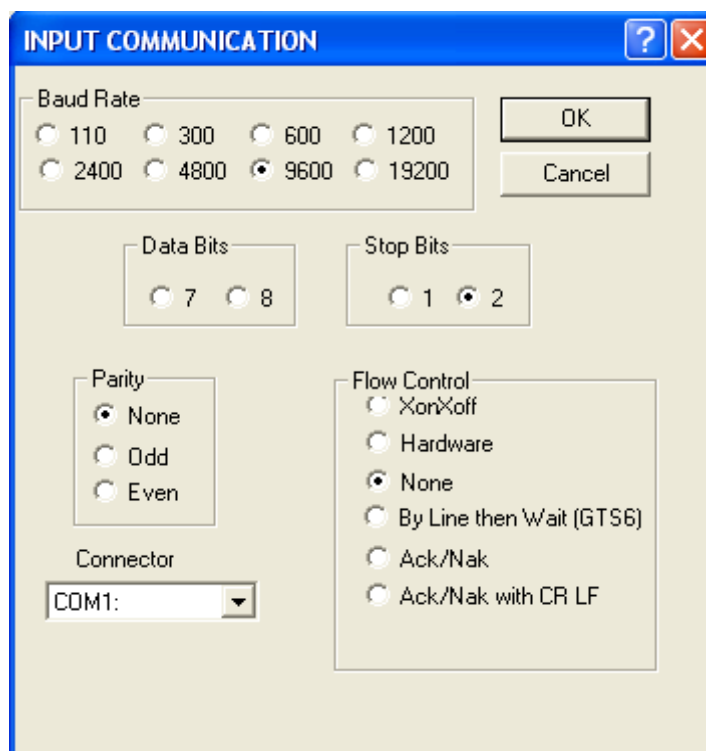 INPUT COMMUNICATION
Baud Rate
110 300 600 1200
2400 4800 9600 19200
OK
Cancel
Data Bits
7 8
Stop Bits
1 2
Parity
None
Odd
Even
Flow Control
XonXoff
Hardware
None
By Line then Wait (GTS6)
Ack/Nak
Ack/Nak with CR LF
Connector
COM1: